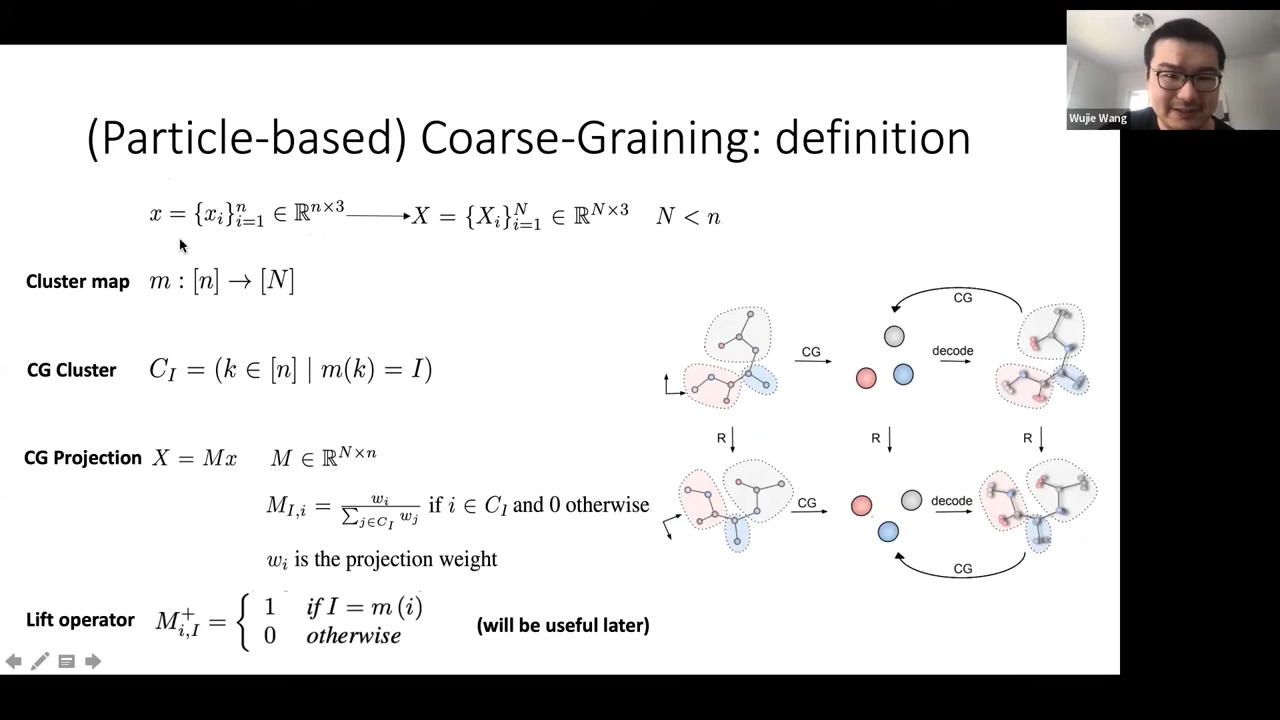 Wujie Wang
(Particle-based) Coarse-Graining: definition
x = {x_i}_{i=1}^n ∈ ℝ^{n×3} → X = {X_i}_{i=1}^N ∈ ℝ^{N×3} N < n
Cluster map m : [n] → [N]
CG Cluster C_I = (k ∈ [n] | m(k) = I)
CG Projection X = Mx M ∈ ℝ^{N×n}
M_{I,i} = w_i / ∑_{j∈C_I} w_j if i ∈ C_I and 0 otherwise
w_i is the projection weight
Lift operator M^+_{i,I} = { 1 if I = m (i)
0 otherwise
(will be useful later)
CG
CG
decode
R
R
R
CG
decode
CG